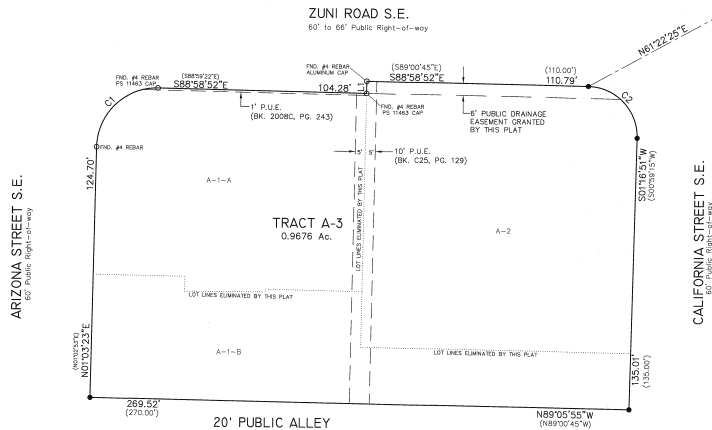 ZUNI ROAD S.E.
60' to 66' Public Right-of-way
N61°22'25"E
FND. #4 REBAR
PS 11463 CAP
(S88°59'22"E)
S88°58'52"E
104.28'
FND. #4 REBAR
ALUMINUM CAP
L1
(S89°00'45"E)
S88°58'52"E
(110.00')
110.79'
C1
C2
1' P.U.E.
(BK. 2008C, PG. 243)
FND. #4 REBAR
PS 11463 CAP
6' PUBLIC DRAINAGE
EASEMENT GRANTED
BY THIS PLAT
FND. #4 REBAR
5'
5'
10' P.U.E.
(BK. C25, PG. 129)
124.70'
A-1-A
TRACT A-3
0.9676 Ac.
LOT LINES ELIMINATED BY THIS PLAT
A-2
S01°16'51"W
(S00°59'15"W)
ARIZONA STREET S.E.
60' Public Right-of-way
CALIFORNIA STREET S.E.
60' Public Right-of-way
LOT LINES ELIMINATED BY THIS PLAT
(N01°02'53"E)
N01°03'23"E
A-1-B
LOT LINES ELIMINATED BY THIS PLAT
135.01'
(135.00')
269.52'
(270.00')
20' PUBLIC ALLEY
N89°05'55"W
(N89°00'45"W)